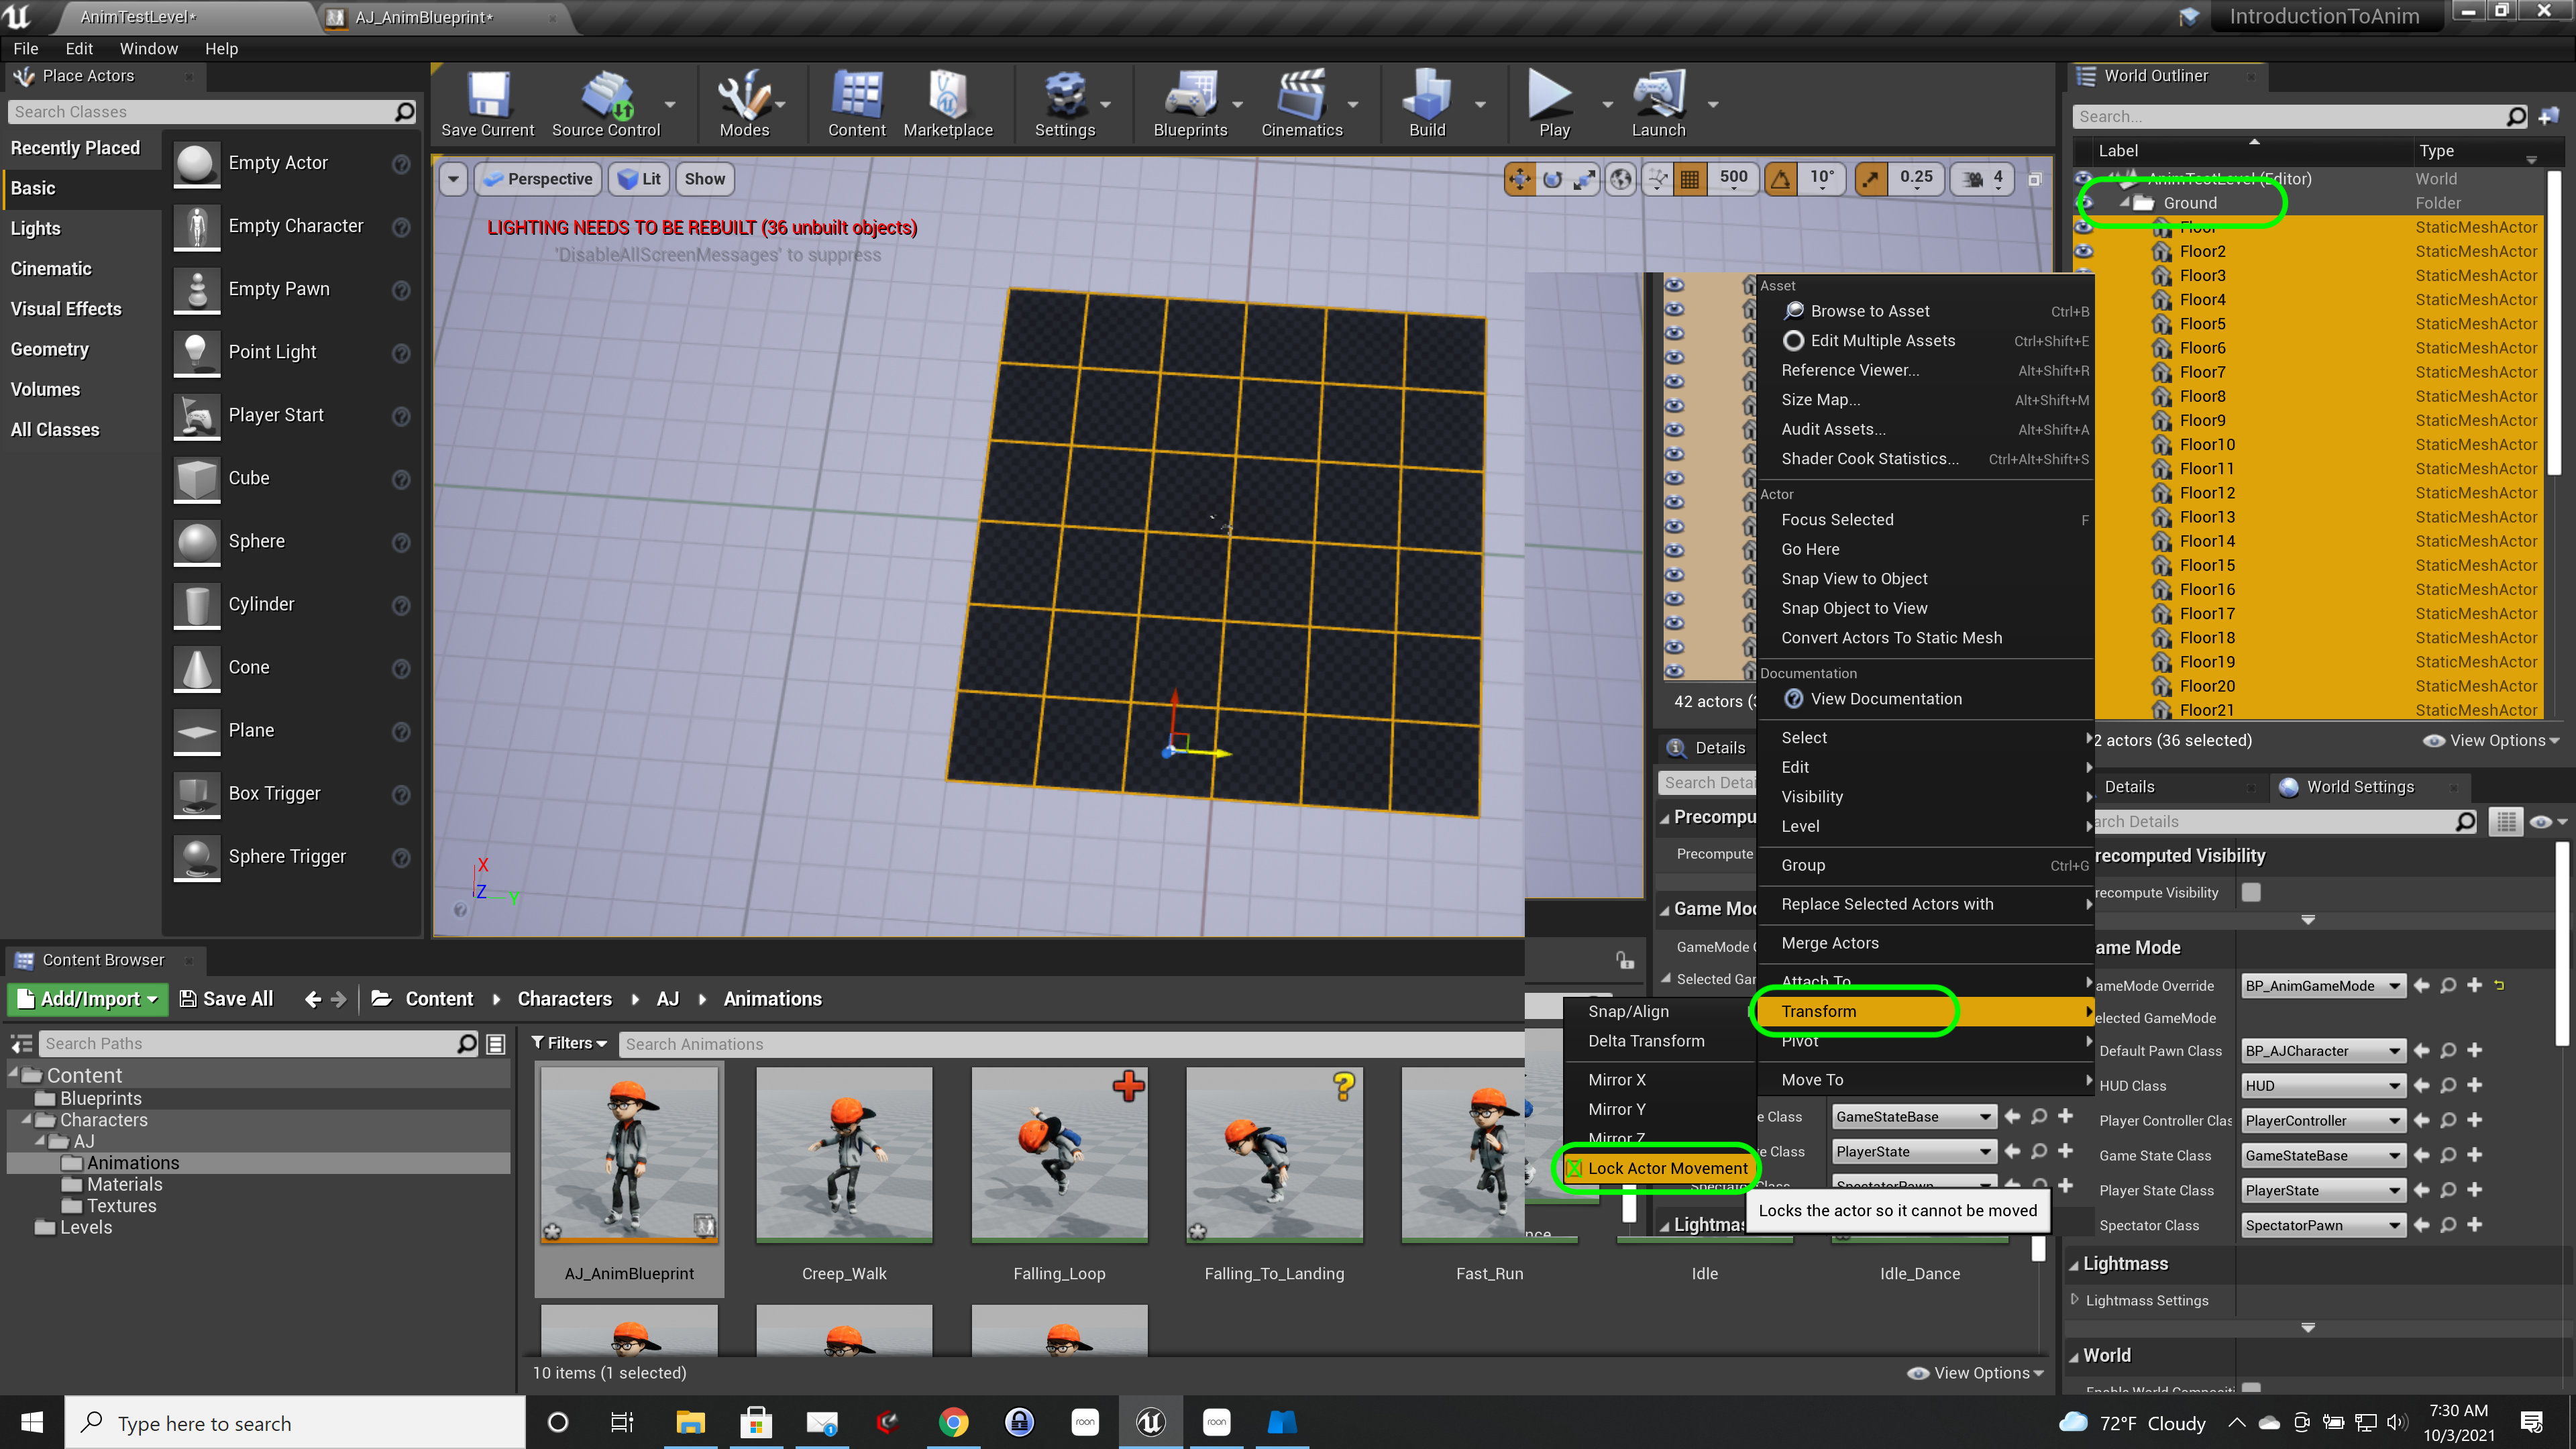 AnimTestLevel*
AJ_AnimBlueprint*
IntroductionToAnim
File Edit Window Help
Place Actors
Search Classes
Recently Placed
Basic
Lights
Cinematic
Visual Effects
Geometry
Volumes
All Classes
Empty Actor
Empty Character
Empty Pawn
Point Light
Player Start
Cube
Sphere
Cylinder
Cone
Plane
Box Trigger
Sphere Trigger
Save Current Source Control Modes Content Marketplace Settings Blueprints Cinematics Build Play Launch
Perspective Lit Show
500 10° 0.25 4
LIGHTING NEEDS TO BE REBUILT (36 unbuilt objects)
'DisableAllScreenMessages' to suppress
X
Z
Y
World Outliner
Search...
Label Type
AnimTestLevel (Editor) World
Ground Folder
Floor StaticMeshActor
Floor2 StaticMeshActor
Floor3 StaticMeshActor
Floor4 StaticMeshActor
Floor5 StaticMeshActor
Floor6 StaticMeshActor
Floor7 StaticMeshActor
Floor8 StaticMeshActor
Floor9 StaticMeshActor
Floor10 StaticMeshActor
Floor11 StaticMeshActor
Floor12 StaticMeshActor
Floor13 StaticMeshActor
Floor14 StaticMeshActor
Floor15 StaticMeshActor
Floor16 StaticMeshActor
Floor17 StaticMeshActor
Floor18 StaticMeshActor
Floor19 StaticMeshActor
Floor20 StaticMeshActor
Floor21 StaticMeshActor
2 actors (36 selected)
View Options
Asset
Browse to Asset Ctrl+B
Edit Multiple Assets Ctrl+Shift+E
Reference Viewer... Alt+Shift+R
Size Map... Alt+Shift+M
Audit Assets... Alt+Shift+A
Shader Cook Statistics... Ctrl+Alt+Shift+S
Actor
Focus Selected F
Go Here
Snap View to Object
Snap Object to View
Convert Actors To Static Mesh
Documentation
View Documentation
Select
Edit
Visibility
Level
Group Ctrl+G
Replace Selected Actors with
Merge Actors
Attach To
Transform
Pivot
Move To
Snap/Align
Delta Transform
Mirror X
Mirror Y
Mirror Z
Lock Actor Movement
Locks the actor so it cannot be moved
42 actors (3
Details
Search Detai
Precompu
Precompute
Game Mo
GameMode
Selected Ga
e Class GameStateBase
e Class PlayerState
Spectator Class SpectatorPawn
Lightmas
Details
World Settings
rch Details
recomputed Visibility
recompute Visibility
ame Mode
ameMode Override BP_AnimGameMode
elected GameMode
Default Pawn Class BP_AJCharacter
HUD Class HUD
Player Controller Clas PlayerController
Game State Class GameStateBase
Player State Class PlayerState
Spectator Class SpectatorPawn
Lightmass
Lightmass Settings
World
Content Browser
Add/Import Save All Content Characters AJ Animations
Search Paths
Content
Blueprints
Characters
AJ
Animations
Materials
Textures
Levels
Filters
Search Animations
AJ_AnimBlueprint
Creep_Walk
Falling_Loop
Falling_To_Landing
Fast_Run
Idle
Idle_Dance
10 items (1 selected)
View Options
Type here to search
1
roon
roon
72°F Cloudy
7:30 AM
10/3/2021